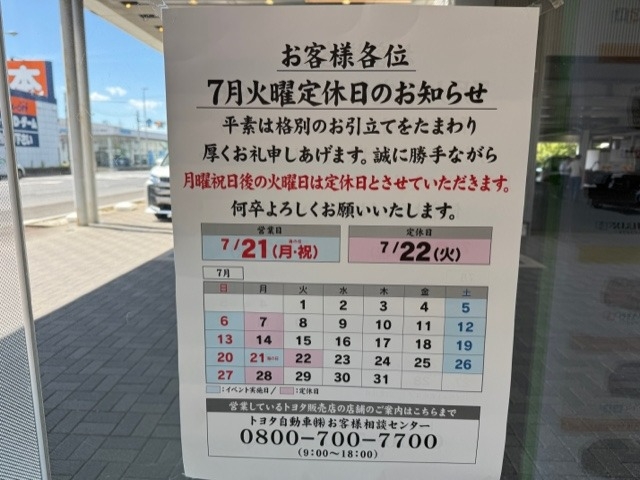 お客様各位
7月火曜定休日のお知らせ
平素は格別のお引立てをたまわり
厚くお礼申しあげます。誠に勝手ながら
月曜祝日後の火曜日は定休日とさせていただきます。
何卒よろしくお願いいたします。
営業日 定休日
7/21(月・祝) 7/22(火)
7月
日 月 火 水 木 金 土
1 2 3 4 5
6 7 8 9 10 11 12
13 14 15 16 17 18 19
20 21 海の日 22 23 24 25 26
27 28 29 30 31
:イベント実施日/ :定休日
営業しているトヨタ販売店の店舗のご案内はこちらまで
トヨタ自動車㈱お客様相談センター
0800-700-7700
(9:00~18:00)
本